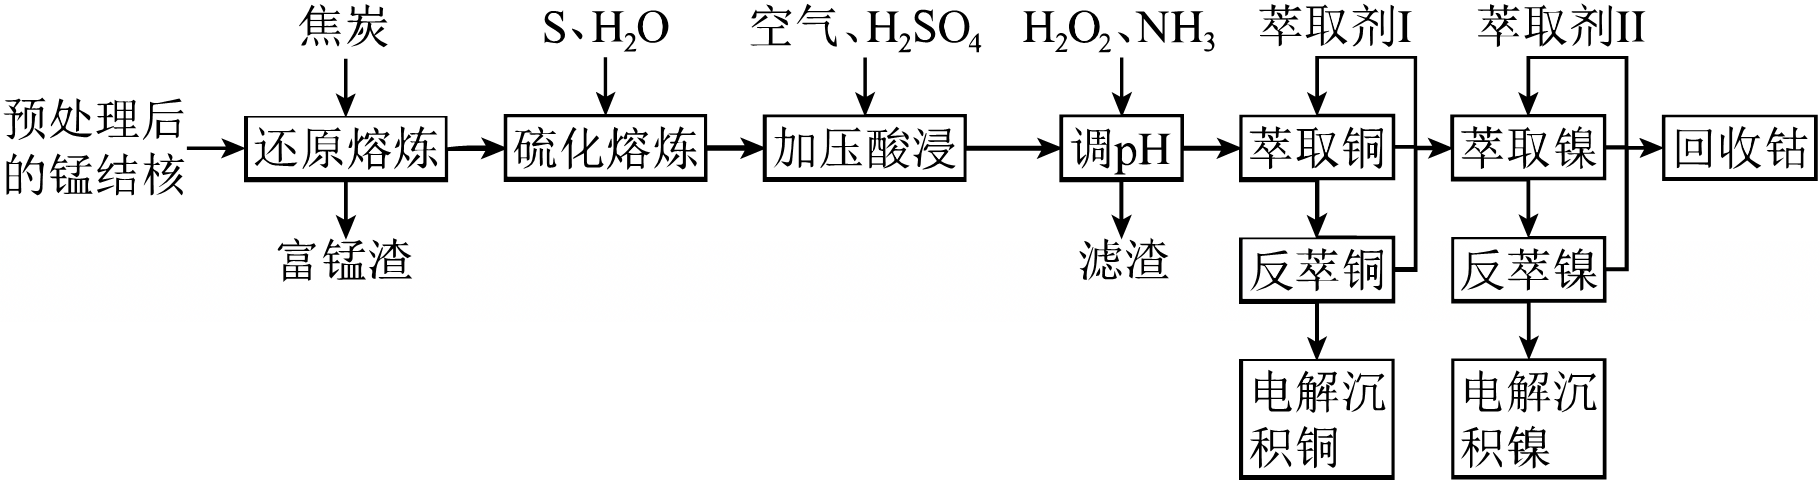 焦炭
S、H₂O
空气、H₂SO₄
H₂O₂、NH₃
萃取剂I
萃取剂II
预处理后
的锰结核
还原熔炼
硫化熔炼
加压酸浸
调pH
萃取铜
萃取镍
回收钴
富锰渣
滤渣
反萃铜
反萃镍
电解沉
积铜
电解沉
积镍